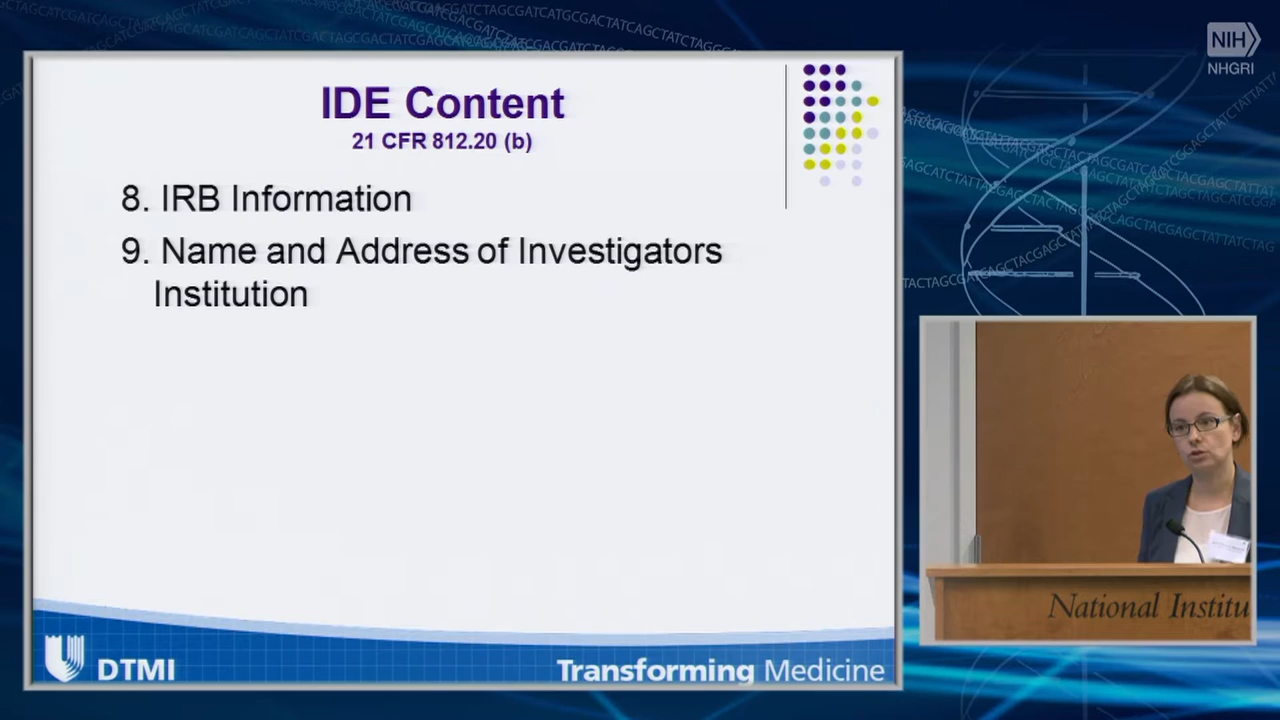 NIH
NHGRI
IDE Content
21 CFR 812.20 (b)
8. IRB Information
9. Name and Address of Investigators
Institution
National Institu
DTMI
Transforming Medicine